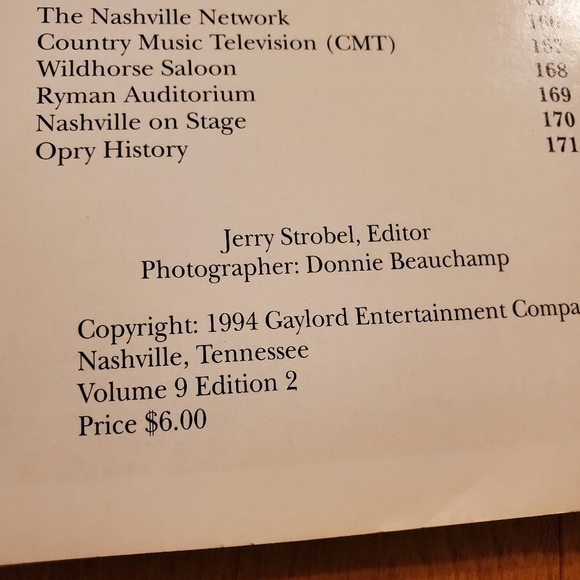 The Nashville Network 166
Country Music Television (CMT) 167
Wildhorse Saloon 168
Ryman Auditorium 169
Nashville on Stage 170
Opry History 171
Jerry Strobel, Editor
Photographer: Donnie Beauchamp
Copyright: 1994 Gaylord Entertainment Compa
Nashville, Tennessee
Volume 9 Edition 2
Price $6.00